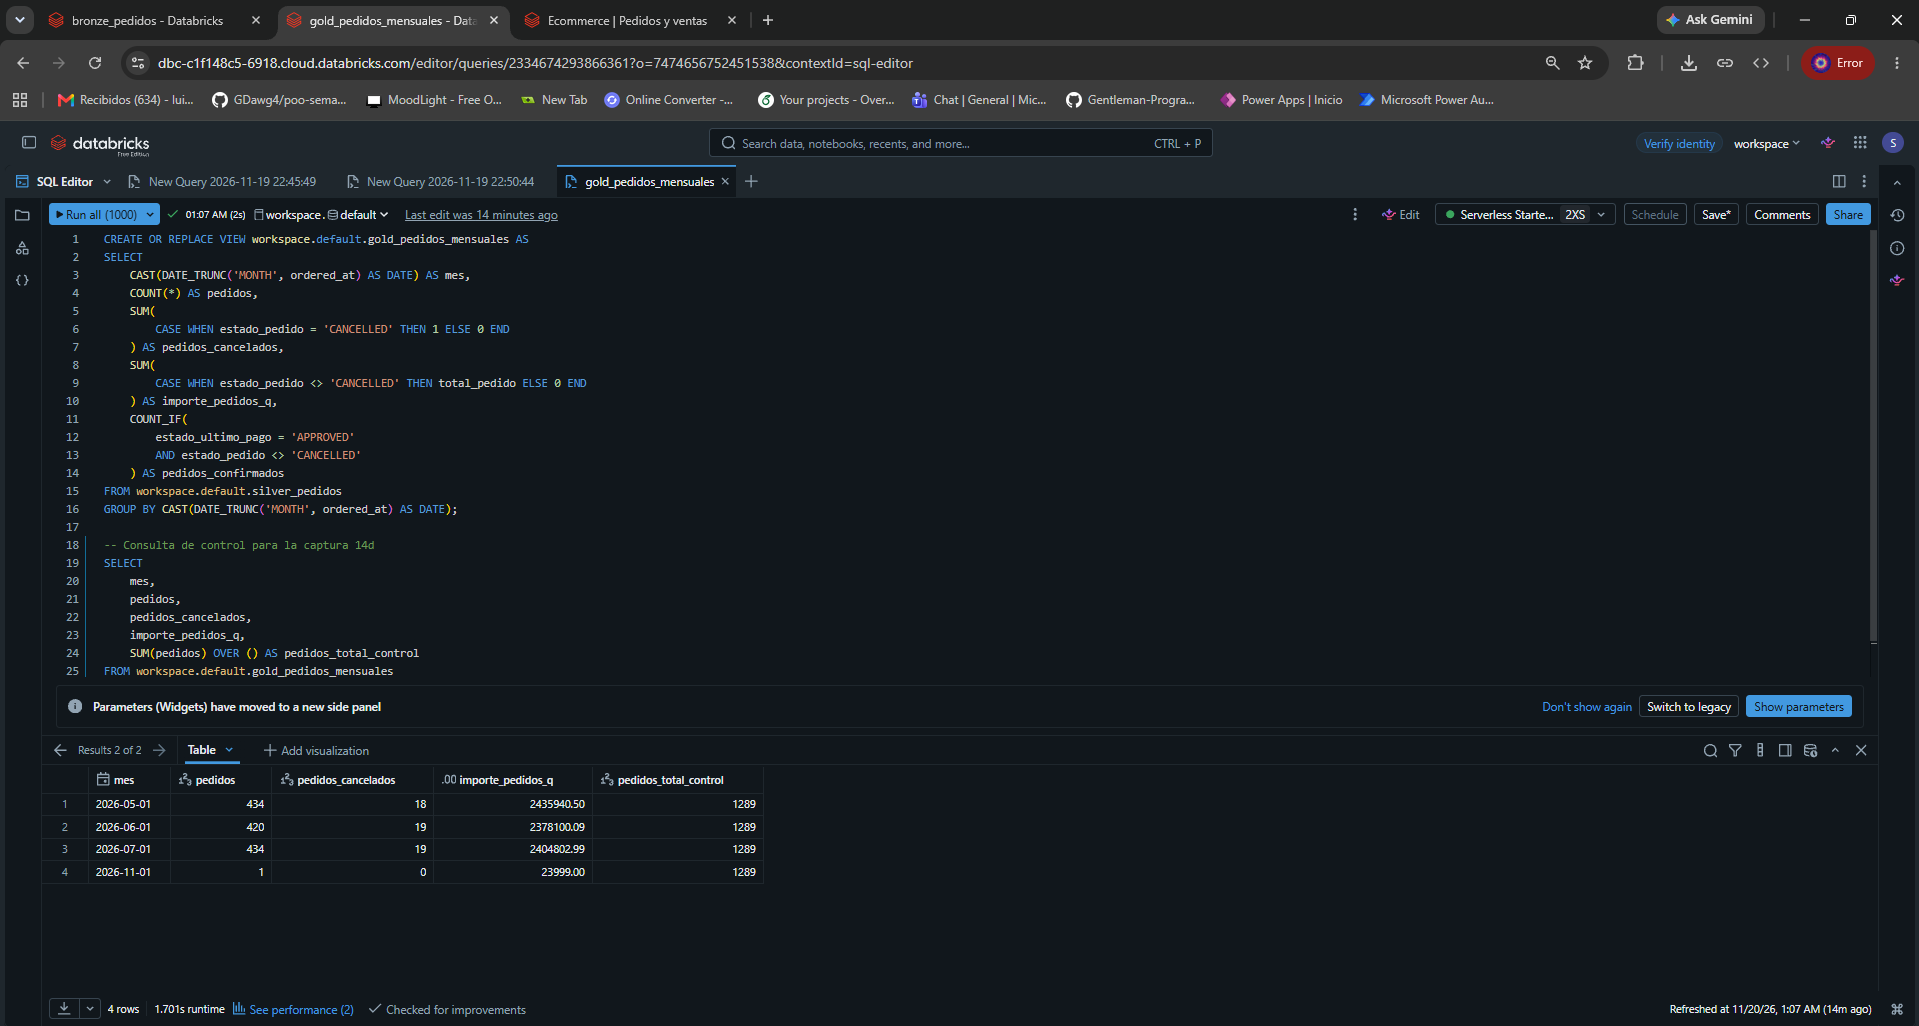 bronze_pedidos - Databricks
gold_pedidos_mensuales - Data
Ecommerce | Pedidos y ventas
Ask Gemini
dbc-c1f148c5-6918.cloud.databricks.com/editor/queries/2334674293866361?o=7474656752451538&contextId=sql-editor
Error
Recibidos (634) - lui...
GDawg4/poo-sema...
MoodLight - Free O...
New Tab
Online Converter -...
Your projects - Over...
Chat | General | Mic...
Gentleman-Progra...
Power Apps | Inicio
Microsoft Power Au...
databricks
Free Edition
Search data, notebooks, recents, and more...
CTRL + P
Verify identity
workspace
S
SQL Editor
New Query 2026-11-19 22:45:49
New Query 2026-11-19 22:50:44
gold_pedidos_mensuales
Run all (1000)
01:07 AM (2s)
workspace. default
Last edit was 14 minutes ago
Edit
Serverless Starte... 2XS
Schedule
Save*
Comments
Share
1 CREATE OR REPLACE VIEW workspace.default.gold_pedidos_mensuales AS
2 SELECT
3 CAST(DATE_TRUNC('MONTH', ordered_at) AS DATE) AS mes,
4 COUNT(*) AS pedidos,
5 SUM(
6 CASE WHEN estado_pedido = 'CANCELLED' THEN 1 ELSE 0 END
7 ) AS pedidos_cancelados,
8 SUM(
9 CASE WHEN estado_pedido <> 'CANCELLED' THEN total_pedido ELSE 0 END
10 ) AS importe_pedidos_q,
11 COUNT_IF(
12 estado_ultimo_pago = 'APPROVED'
13 AND estado_pedido <> 'CANCELLED'
14 ) AS pedidos_confirmados
15 FROM workspace.default.silver_pedidos
16 GROUP BY CAST(DATE_TRUNC('MONTH', ordered_at) AS DATE);
17
18 -- Consulta de control para la captura 14d
19 SELECT
20 mes,
21 pedidos,
22 pedidos_cancelados,
23 importe_pedidos_q,
24 SUM(pedidos) OVER () AS pedidos_total_control
25 FROM workspace.default.gold_pedidos_mensuales
Parameters (Widgets) have moved to a new side panel
Don't show again
Switch to legacy
Show parameters
Results 2 of 2
Table
Add visualization
mes pedidos pedidos_cancelados .00 importe_pedidos_q pedidos_total_control
1 2026-05-01 434 18 2435940.50 1289
2 2026-06-01 420 19 2378100.09 1289
3 2026-07-01 434 19 2404802.99 1289
4 2026-11-01 1 0 23999.00 1289
4 rows
1.701s runtime
See performance (2)
Checked for improvements
Refreshed at 11/20/26, 1:07 AM (14m ago)